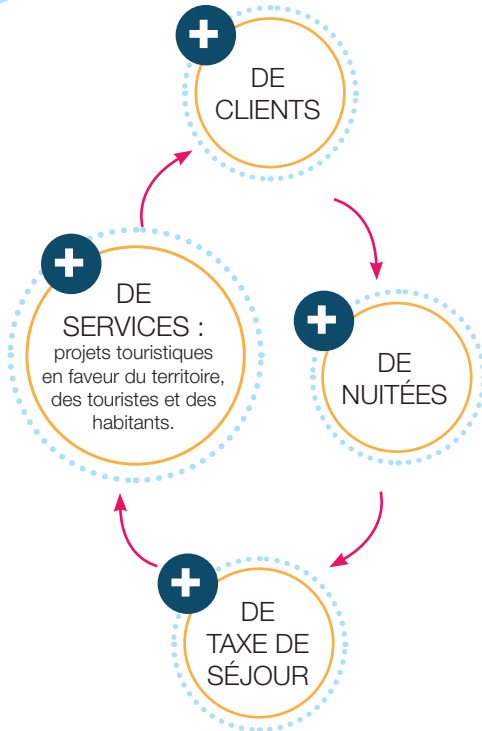 +
DE
CLIENTS
+
DE
NUITÉES
+
DE
TAXE DE
SÉJOUR
+
DE
SERVICES :
projets touristiques
en faveur du territoire,
des touristes et des
habitants.